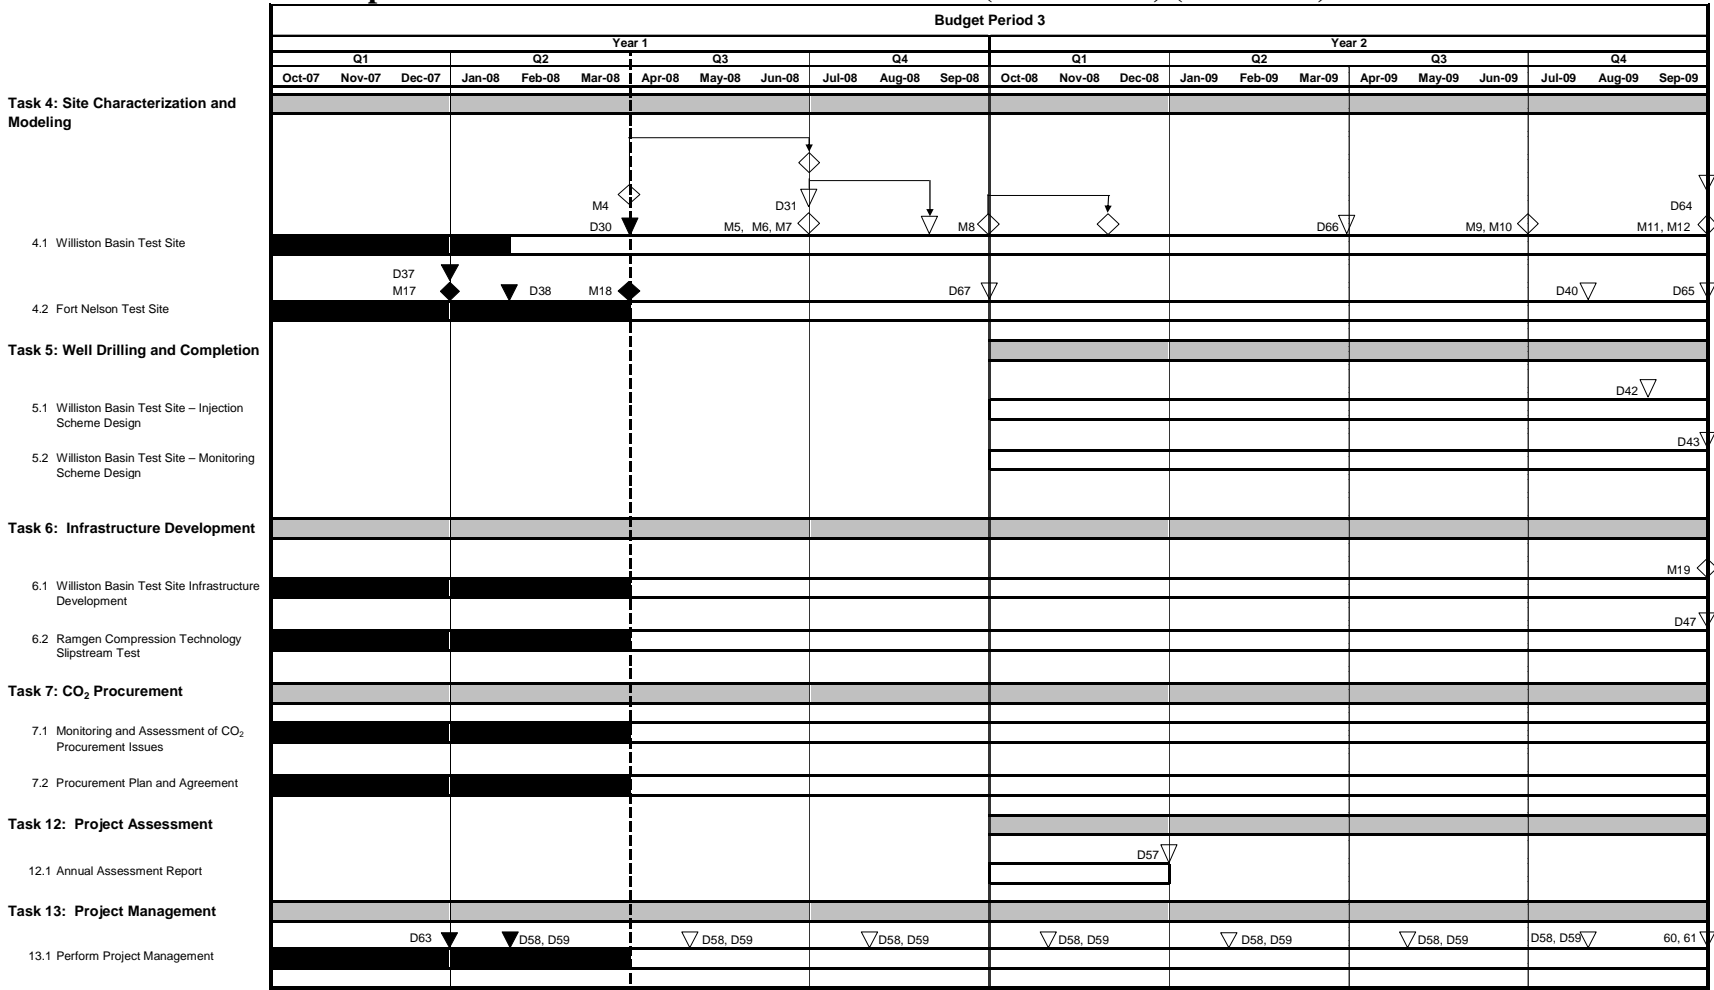 Budget Period 3
Year 1 Year 2
Q1 Q2 Q3 Q4 Q1 Q2 Q3 Q4
Oct-07 Nov-07 Dec-07 Jan-08 Feb-08 Mar-08 Apr-08 May-08 Jun-08 Jul-08 Aug-08 Sep-08 Oct-08 Nov-08 Dec-08 Jan-09 Feb-09 Mar-09 Apr-09 May-09 Jun-09 Jul-09 Aug-09 Sep-09
Task 4: Site Characterization and
Modeling
M4 D31 D64
D30 M5, M6, M7 M8 D66 M9, M10 M11, M12
4.1 Williston Basin Test Site
D37
M17 D38 M18 D67 D40 D65
4.2 Fort Nelson Test Site
Task 5: Well Drilling and Completion
D42
5.1 Williston Basin Test Site – Injection
Scheme Design
D43
5.2 Williston Basin Test Site – Monitoring
Scheme Design
Task 6: Infrastructure Development
M19
6.1 Williston Basin Test Site Infrastructure
Development
D47
6.2 Ramgen Compression Technology
Slipstream Test
Task 7: CO2 Procurement
7.1 Monitoring and Assessment of CO2
Procurement Issues
7.2 Procurement Plan and Agreement
Task 12: Project Assessment
D57
12.1 Annual Assessment Report
Task 13: Project Management
D63 D58, D59 D58, D59 D58, D59 D58, D59 D58, D59 D58, D59 D58, D59 60, 61
13.1 Perform Project Management